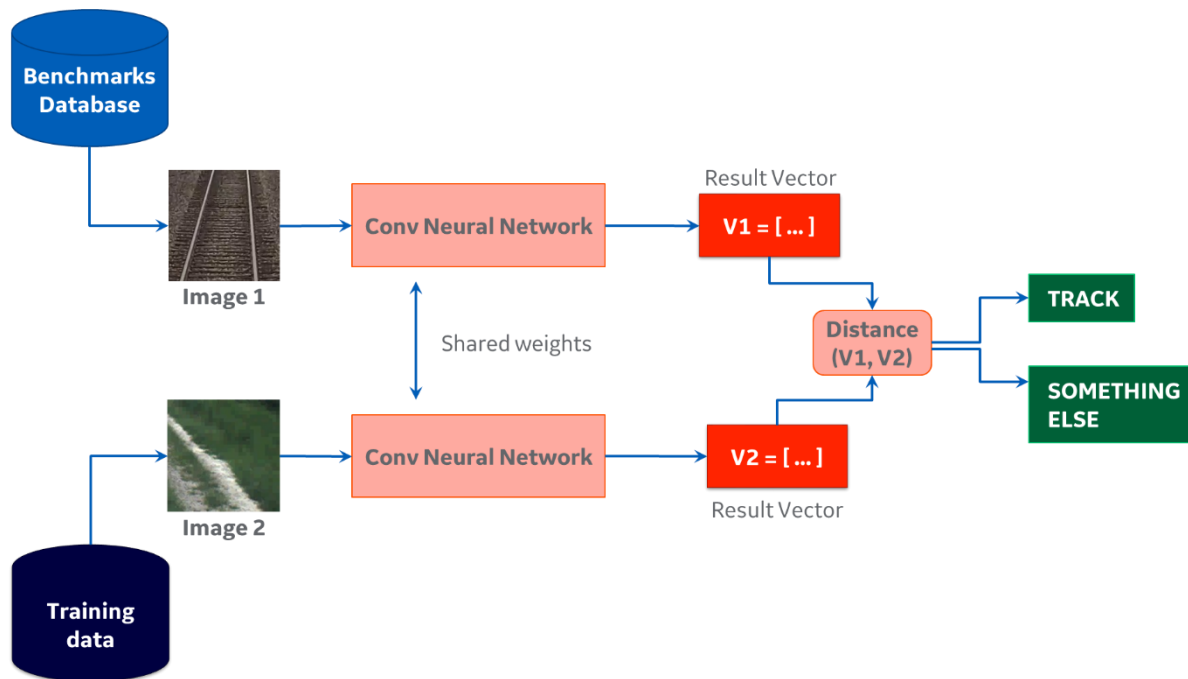 Benchmarks
Database
Image 1
Conv Neural Network
Result Vector
V1 = [ ... ]
Shared weights
Distance
(V1, V2)
TRACK
SOMETHING
ELSE
Image 2
Conv Neural Network
V2 = [ ... ]
Result Vector
Training
data